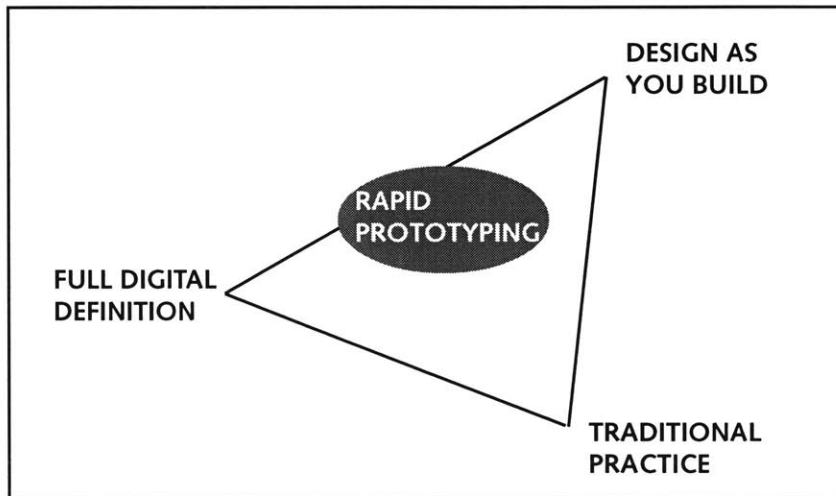 DESIGN AS
YOU BUILD
RAPID
PROTOTYPING
FULL DIGITAL
DEFINITION
TRADITIONAL
PRACTICE